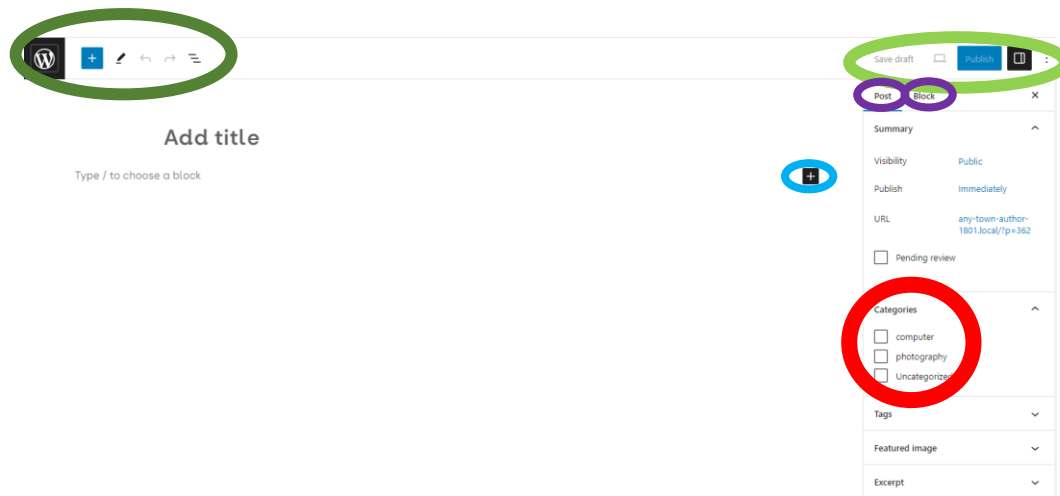 Save draft
Publish
Post Block
Add title
Type / to choose a block
Summary
Visibility Public
Publish Immediately
URL any-town-author-
1801.local/?p=362
Pending review
Categories
computer
photography
Uncategorized
Tags
Featured image
Excerpt